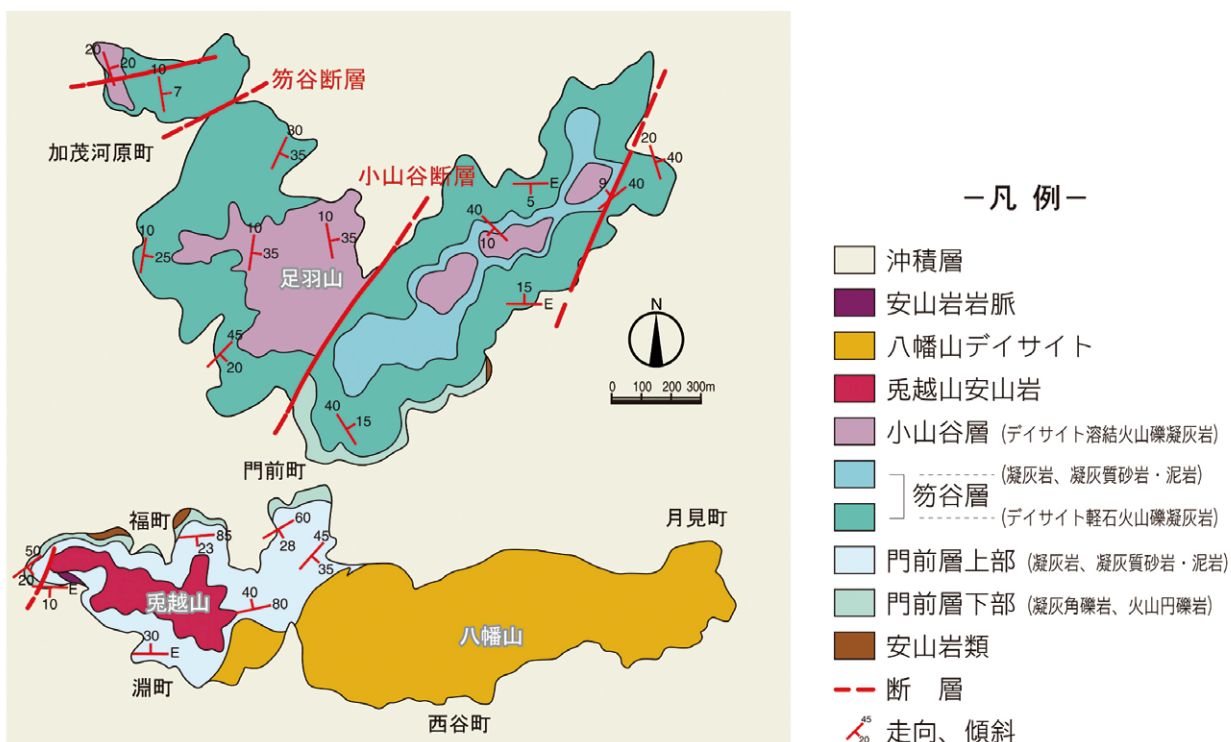 20
20
10
7
笏谷断層
加茂河原町
30
35
小山谷断層
20
40
E
5
9
40
40
10
10
25
10
35
10
35
足羽山
15
E
N
0 100 200 300m
45
20
40
15
門前町
福町
月見町
50
20
E
10
85
23
60
28
45
35
兎越山
40
80
八幡山
30
E
淵町
西谷町
－凡 例－
沖積層
安山岩岩脈
八幡山デイサイト
兎越山安山岩
小山谷層 (デイサイト溶結火山礫凝灰岩)
(凝灰岩、凝灰質砂岩・泥岩)
笏谷層
(デイサイト軽石火山礫凝灰岩)
門前層上部 (凝灰岩、凝灰質砂岩・泥岩)
門前層下部 (凝灰角礫岩、火山円礫岩)
安山岩類
断 層
45
20
走向、傾斜